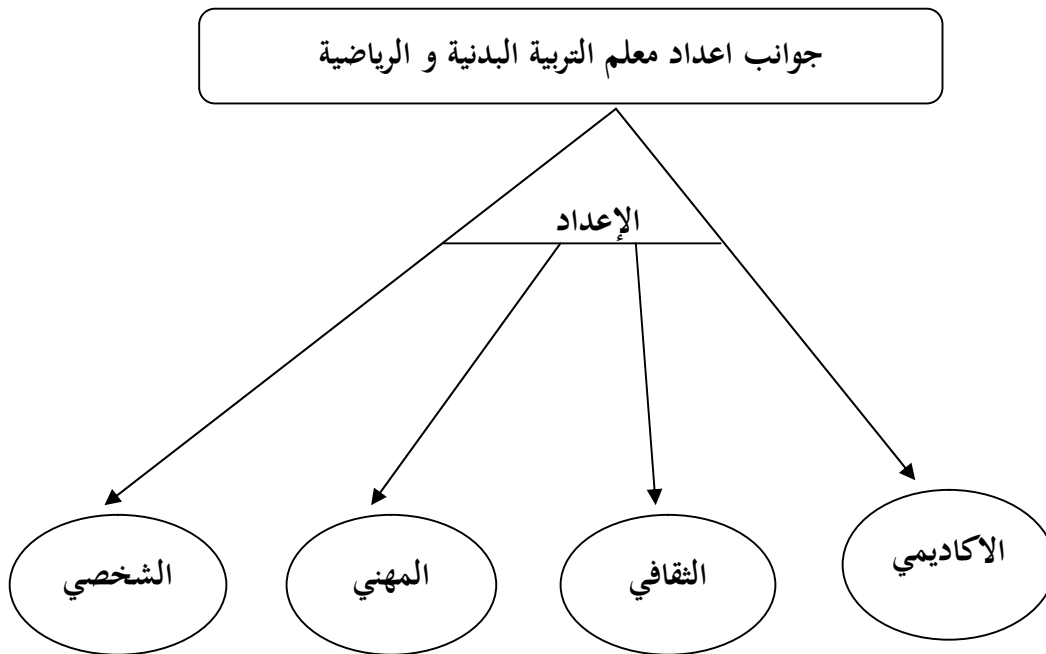 جوانب اعداد معلم التربية البدنية و الرياضية
الإعداد
الاكاديمي
الثقافي
المهني
الشخصي